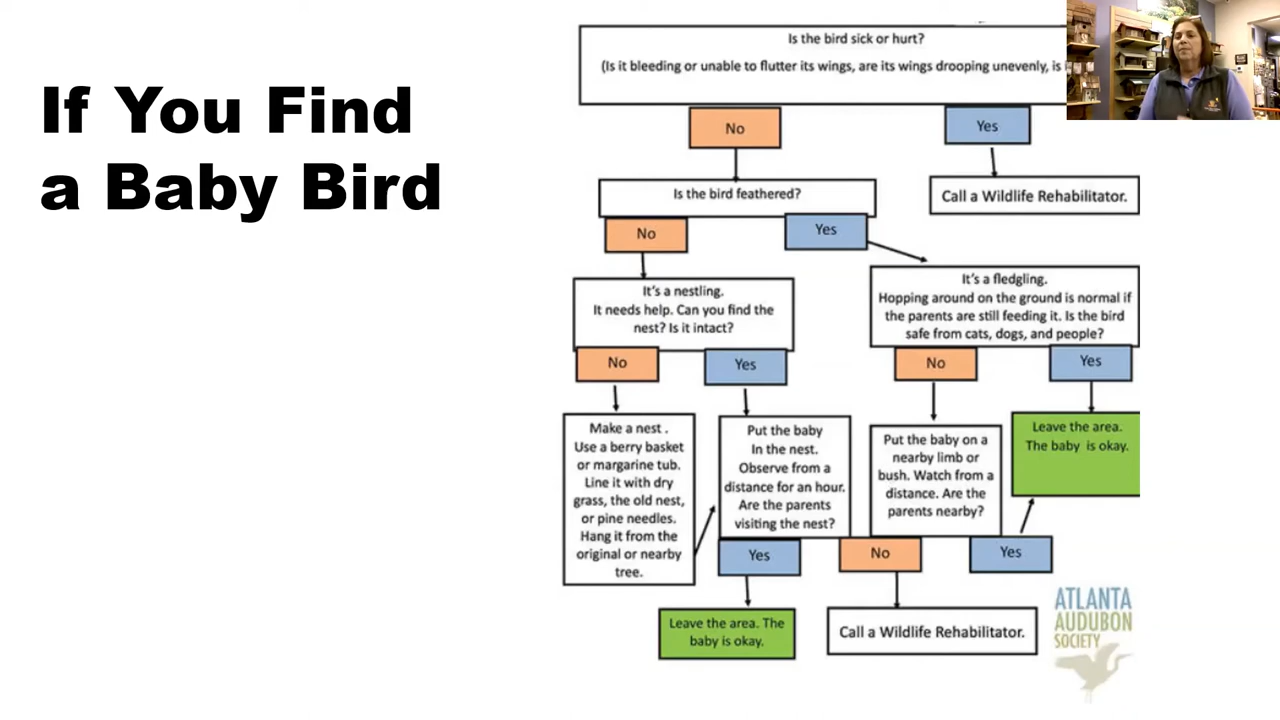 If You Find
a Baby Bird
Is the bird sick or hurt?
(Is it bleeding or unable to flutter its wings, are its wings drooping unevenly, is
No
Yes
Is the bird feathered?
Call a Wildlife Rehabilitator.
No
Yes
It's a nestling.
It needs help. Can you find the
nest? Is it intact?
It's a fledgling.
Hopping around on the ground is normal if
the parents are still feeding it. Is the bird
safe from cats, dogs, and people?
No
Yes
No
Yes
Make a nest .
Use a berry basket
or margarine tub.
Line it with dry
grass, the old nest,
or pine needles.
Hang it from the
original or nearby
tree.
Put the baby
In the nest.
Observe from a
distance for an hour.
Are the parents
visiting the nest?
Put the baby on a
nearby limb or
bush. Watch from a
distance. Are the
parents nearby?
Leave the area.
The baby is okay.
Yes
No
Yes
Leave the area. The
baby is okay.
Call a Wildlife Rehabilitator.
ATLANTA
AUDUBON
SOCIETY